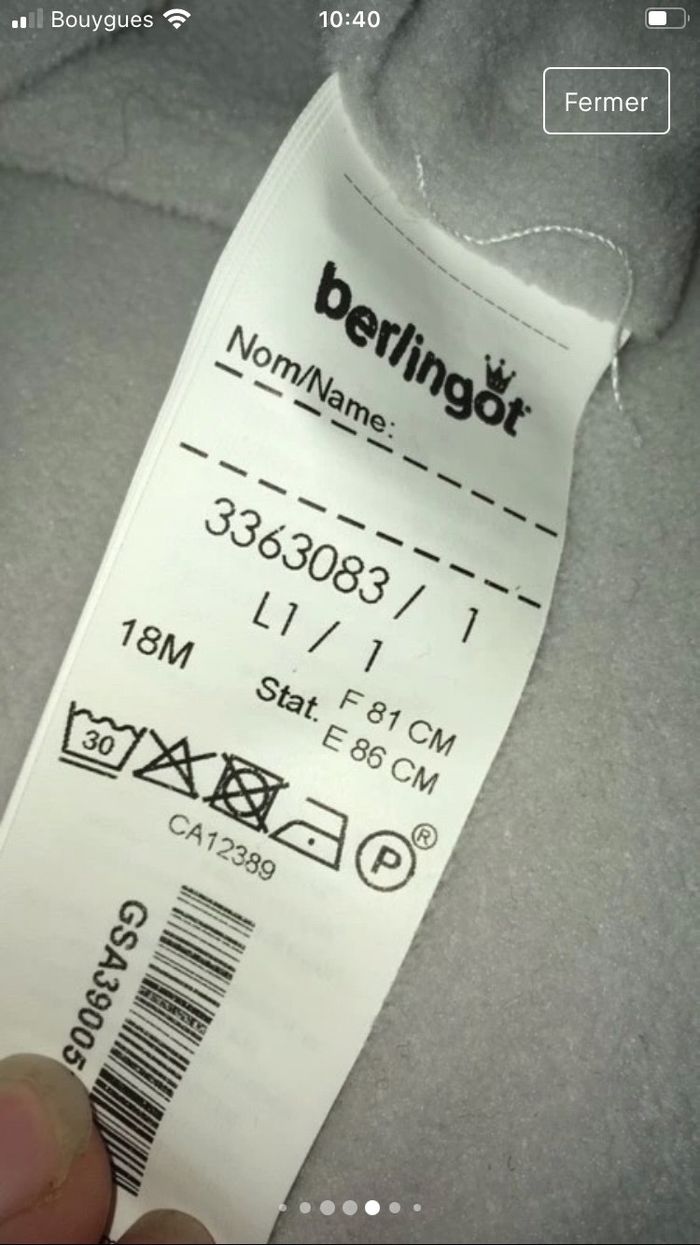 Bouygues 10:40
Fermer
berlingot
Nom/Name:
3363083 / 1
L1 / 1
18M
Stat. F 81 CM
E 86 CM
30
P ®
CA12389
GSA39005